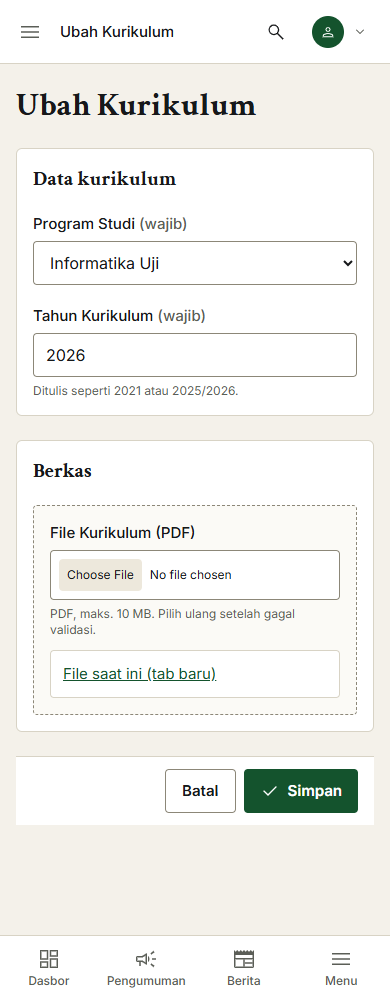 Ubah Kurikulum
Ubah Kurikulum
Data kurikulum
Program Studi (wajib)
Informatika Uji
Tahun Kurikulum (wajib)
2026
Ditulis seperti 2021 atau 2025/2026.
Berkas
File Kurikulum (PDF)
Choose File No file chosen
PDF, maks. 10 MB. Pilih ulang setelah gagal
validasi.
File saat ini (tab baru)
Batal Simpan
Dasbor Pengumuman Berita Menu